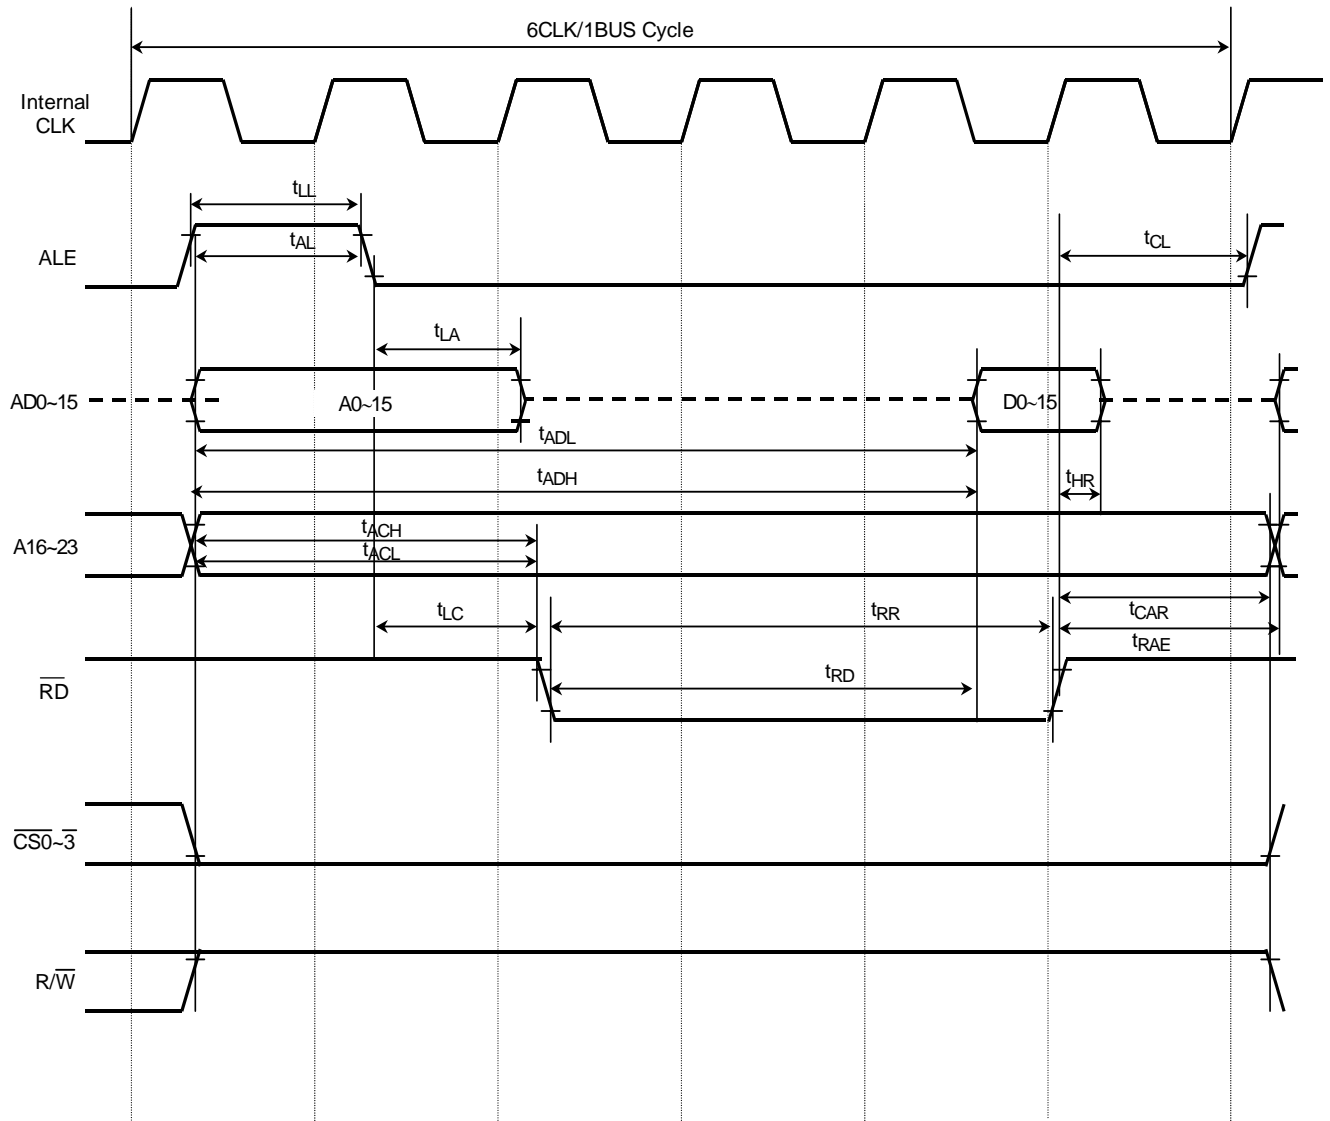 6CLK/1BUS Cycle
Internal
CLK
tLL
ALE
tAL
tCL
tLA
AD0~15
A0~15
D0~15
tADL
tADH
tHR
A16~23
tACH
tACL
tLC
tRR
tCAR
tRAE
RD
tRD
CS0~3
R/W